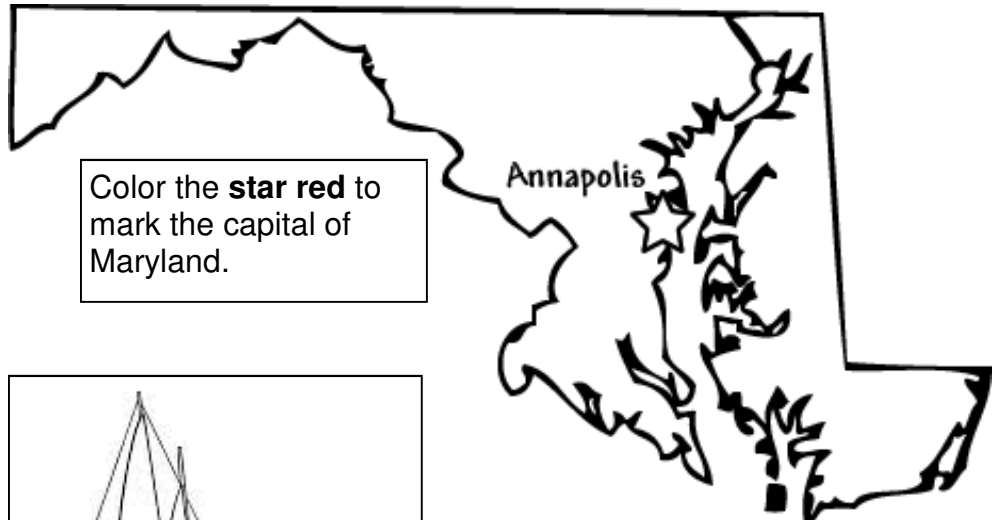 Annapolis
Color the star red to
mark the capital of
Maryland.